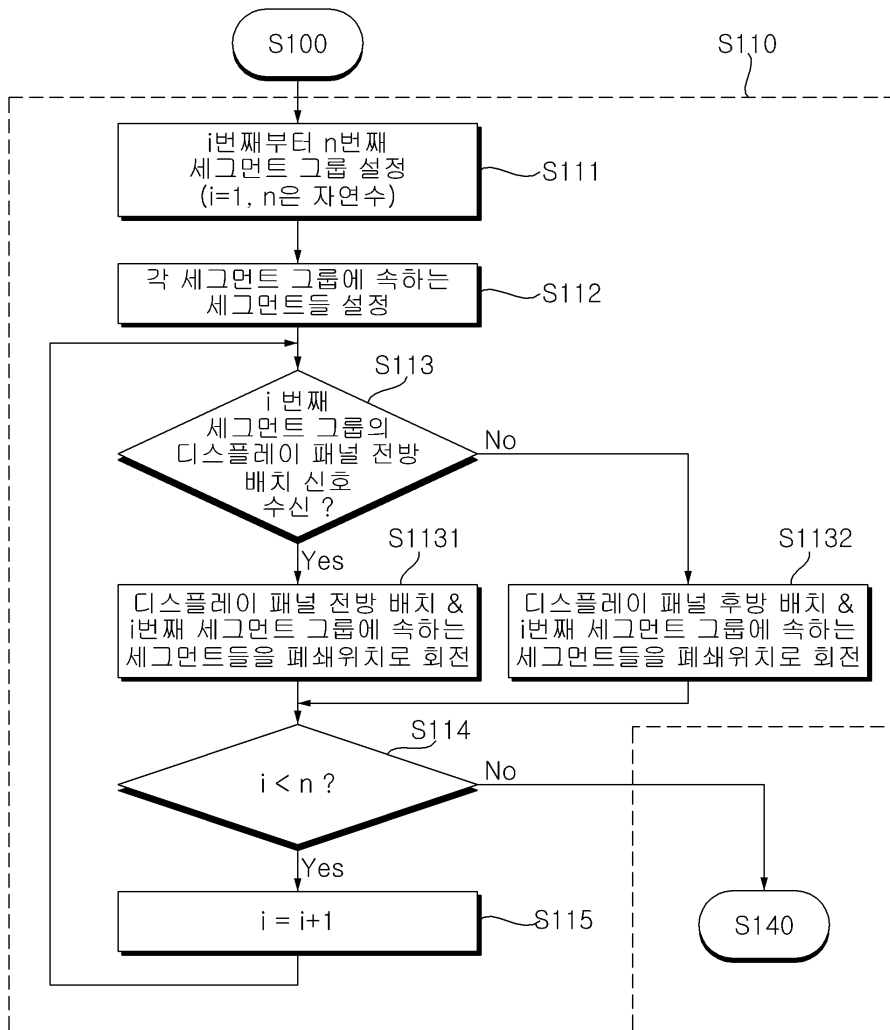 S100
S110
i번째부터 n번째
세그먼트 그룹 설정
(i=1, n은 자연수)
S111
각 세그먼트 그룹에 속하는
세그먼트들 설정
S112
S113
i 번째
세그먼트 그룹의
디스플레이 패널 전방
배치 신호
수신 ?
No
Yes
S1131
S1132
디스플레이 패널 전방 배치 &
i번째 세그먼트 그룹에 속하는
세그먼트들을 폐쇄위치로 회전
디스플레이 패널 후방 배치 &
i번째 세그먼트 그룹에 속하는
세그먼트들을 폐쇄위치로 회전
S114
i < n ?
No
Yes
i = i+1
S115
S140